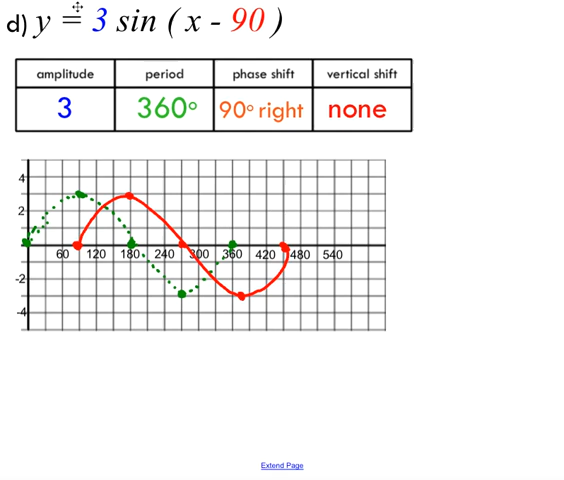 d) y = 3 sin ( x - 90 )
amplitude period phase shift vertical shift
3 360° 90° right none
4
2
60 120 180 240 300 360 420 480 540
-2
-4
Extend Page